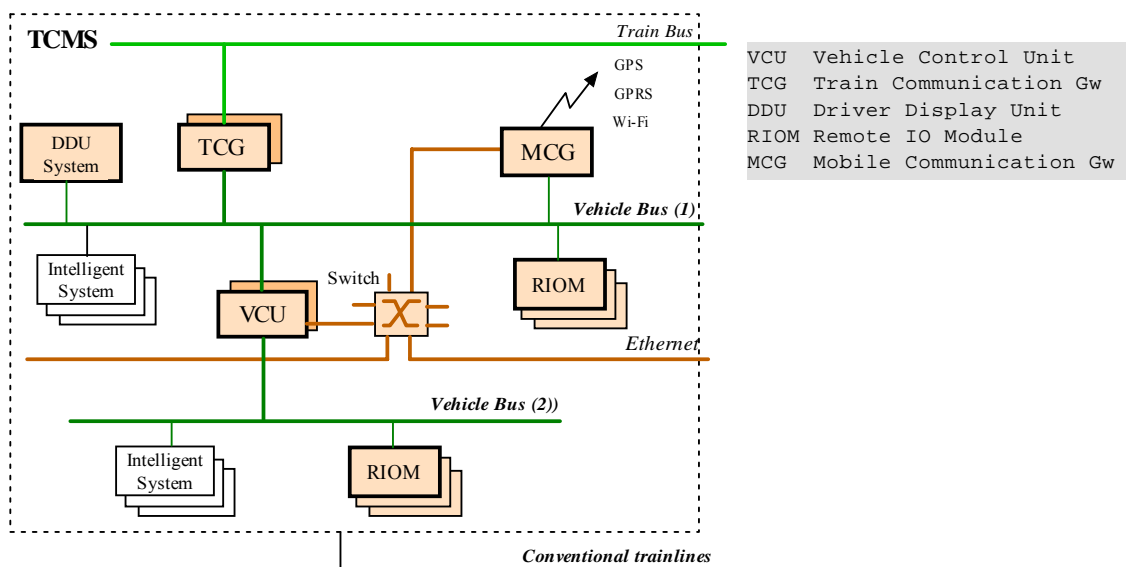 TCMS
Train Bus
GPS
GPRS
Wi-Fi
DDU
System
TCG
MCG
Vehicle Bus (1)
Intelligent
System
Switch
VCU
RIOM
Ethernet
Vehicle Bus (2))
Intelligent
System
RIOM
Conventional trainlines
VCU Vehicle Control Unit
TCG Train Communication Gw
DDU Driver Display Unit
RIOM Remote IO Module
MCG Mobile Communication Gw